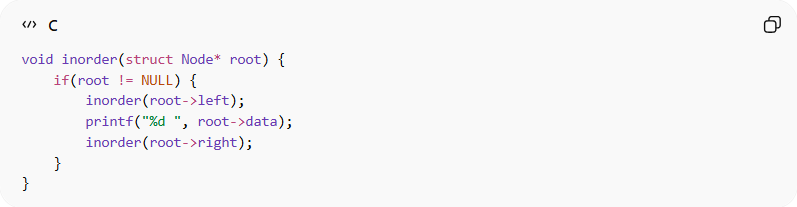 </> C
void inorder(struct Node* root) {
    if(root != NULL) {
        inorder(root->left);
        printf("%d ", root->data);
        inorder(root->right);
    }
}